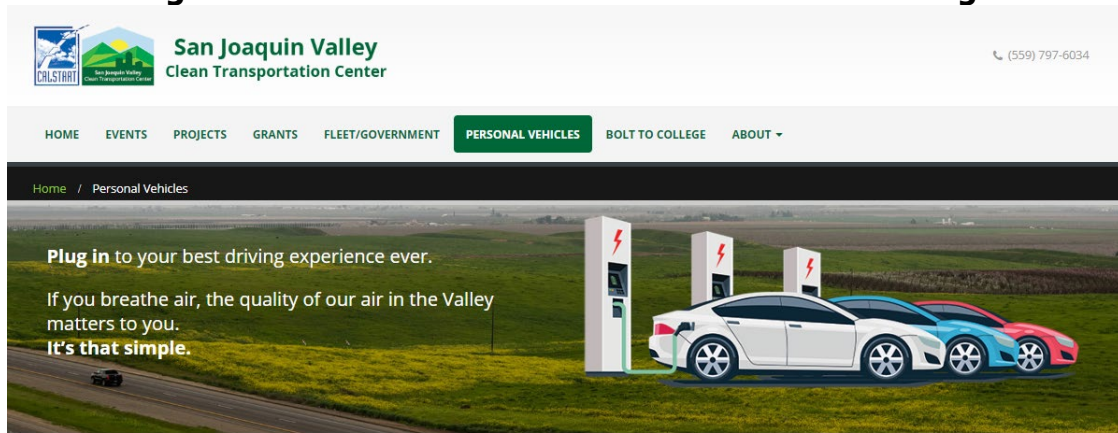 CALSTART
San Joaquin Valley
Clean Transportation Center
San Joaquin Valley
Clean Transportation Center
(559) 797-6034
HOME EVENTS PROJECTS GRANTS FLEET/GOVERNMENT PERSONAL VEHICLES BOLT TO COLLEGE ABOUT
Home / Personal Vehicles
Plug in to your best driving experience ever.
If you breathe air, the quality of our air in the Valley
matters to you.
It's that simple.